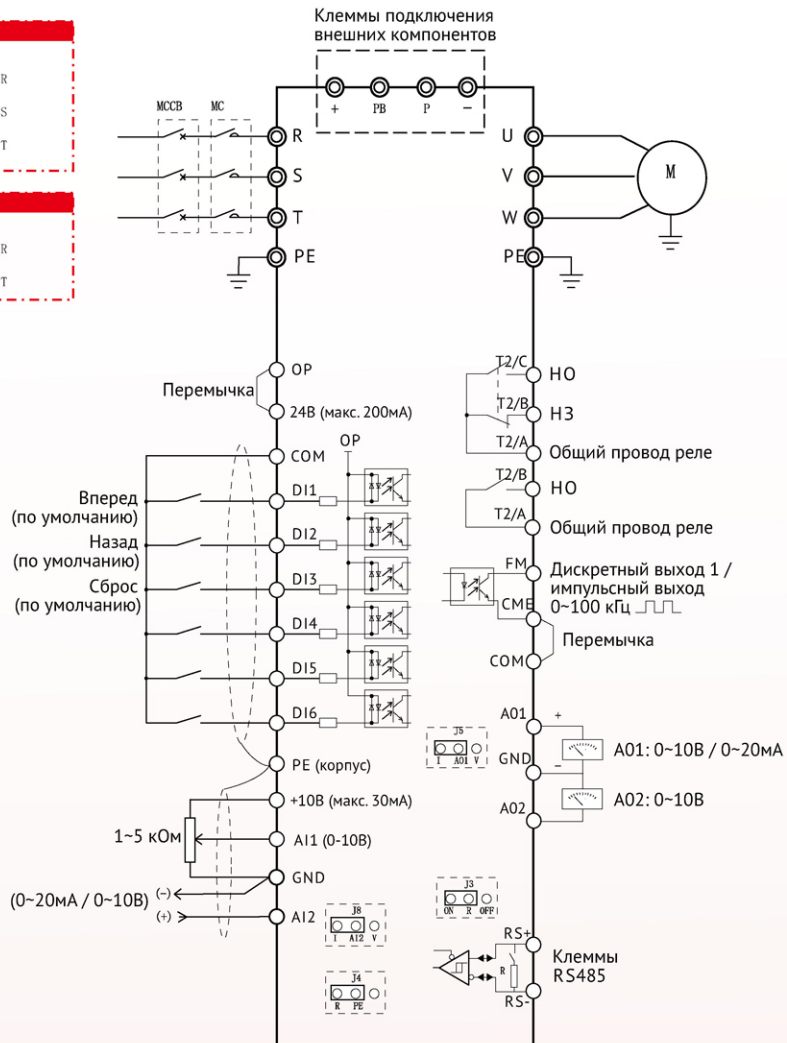 Клеммы подключения
внешних компонентов
+ PB P −
R
S
T
R
T
MCCB MC
R
S
T
PE
U
V
W
PE
M
OP
Перемычка
24В (макс. 200мА)
COM
OP
Вперед
(по умолчанию)
DI1
Назад
(по умолчанию)
DI2
Сброс
(по умолчанию)
DI3
DI4
DI5
DI6
PE (корпус)
+10В (макс. 30мА)
1~5 кОм
AI1 (0-10В)
GND
(0~20мА / 0~10В) (−)
(+)
AI2
J8
I AI2 V
J4
R PE
T2/C
НО
T2/B
НЗ
T2/A
Общий провод реле
T2/B
НО
T2/A
Общий провод реле
FM
Дискретный выход 1 /
импульсный выход
0~100 кГц
CME
Перемычка
COM
J5
I A01 V
A01
+
A01: 0~10В / 0~20мА
GND
−
A02: 0~10В
A02
J3
ON R OFF
RS+
Клеммы
RS485
R
RS-